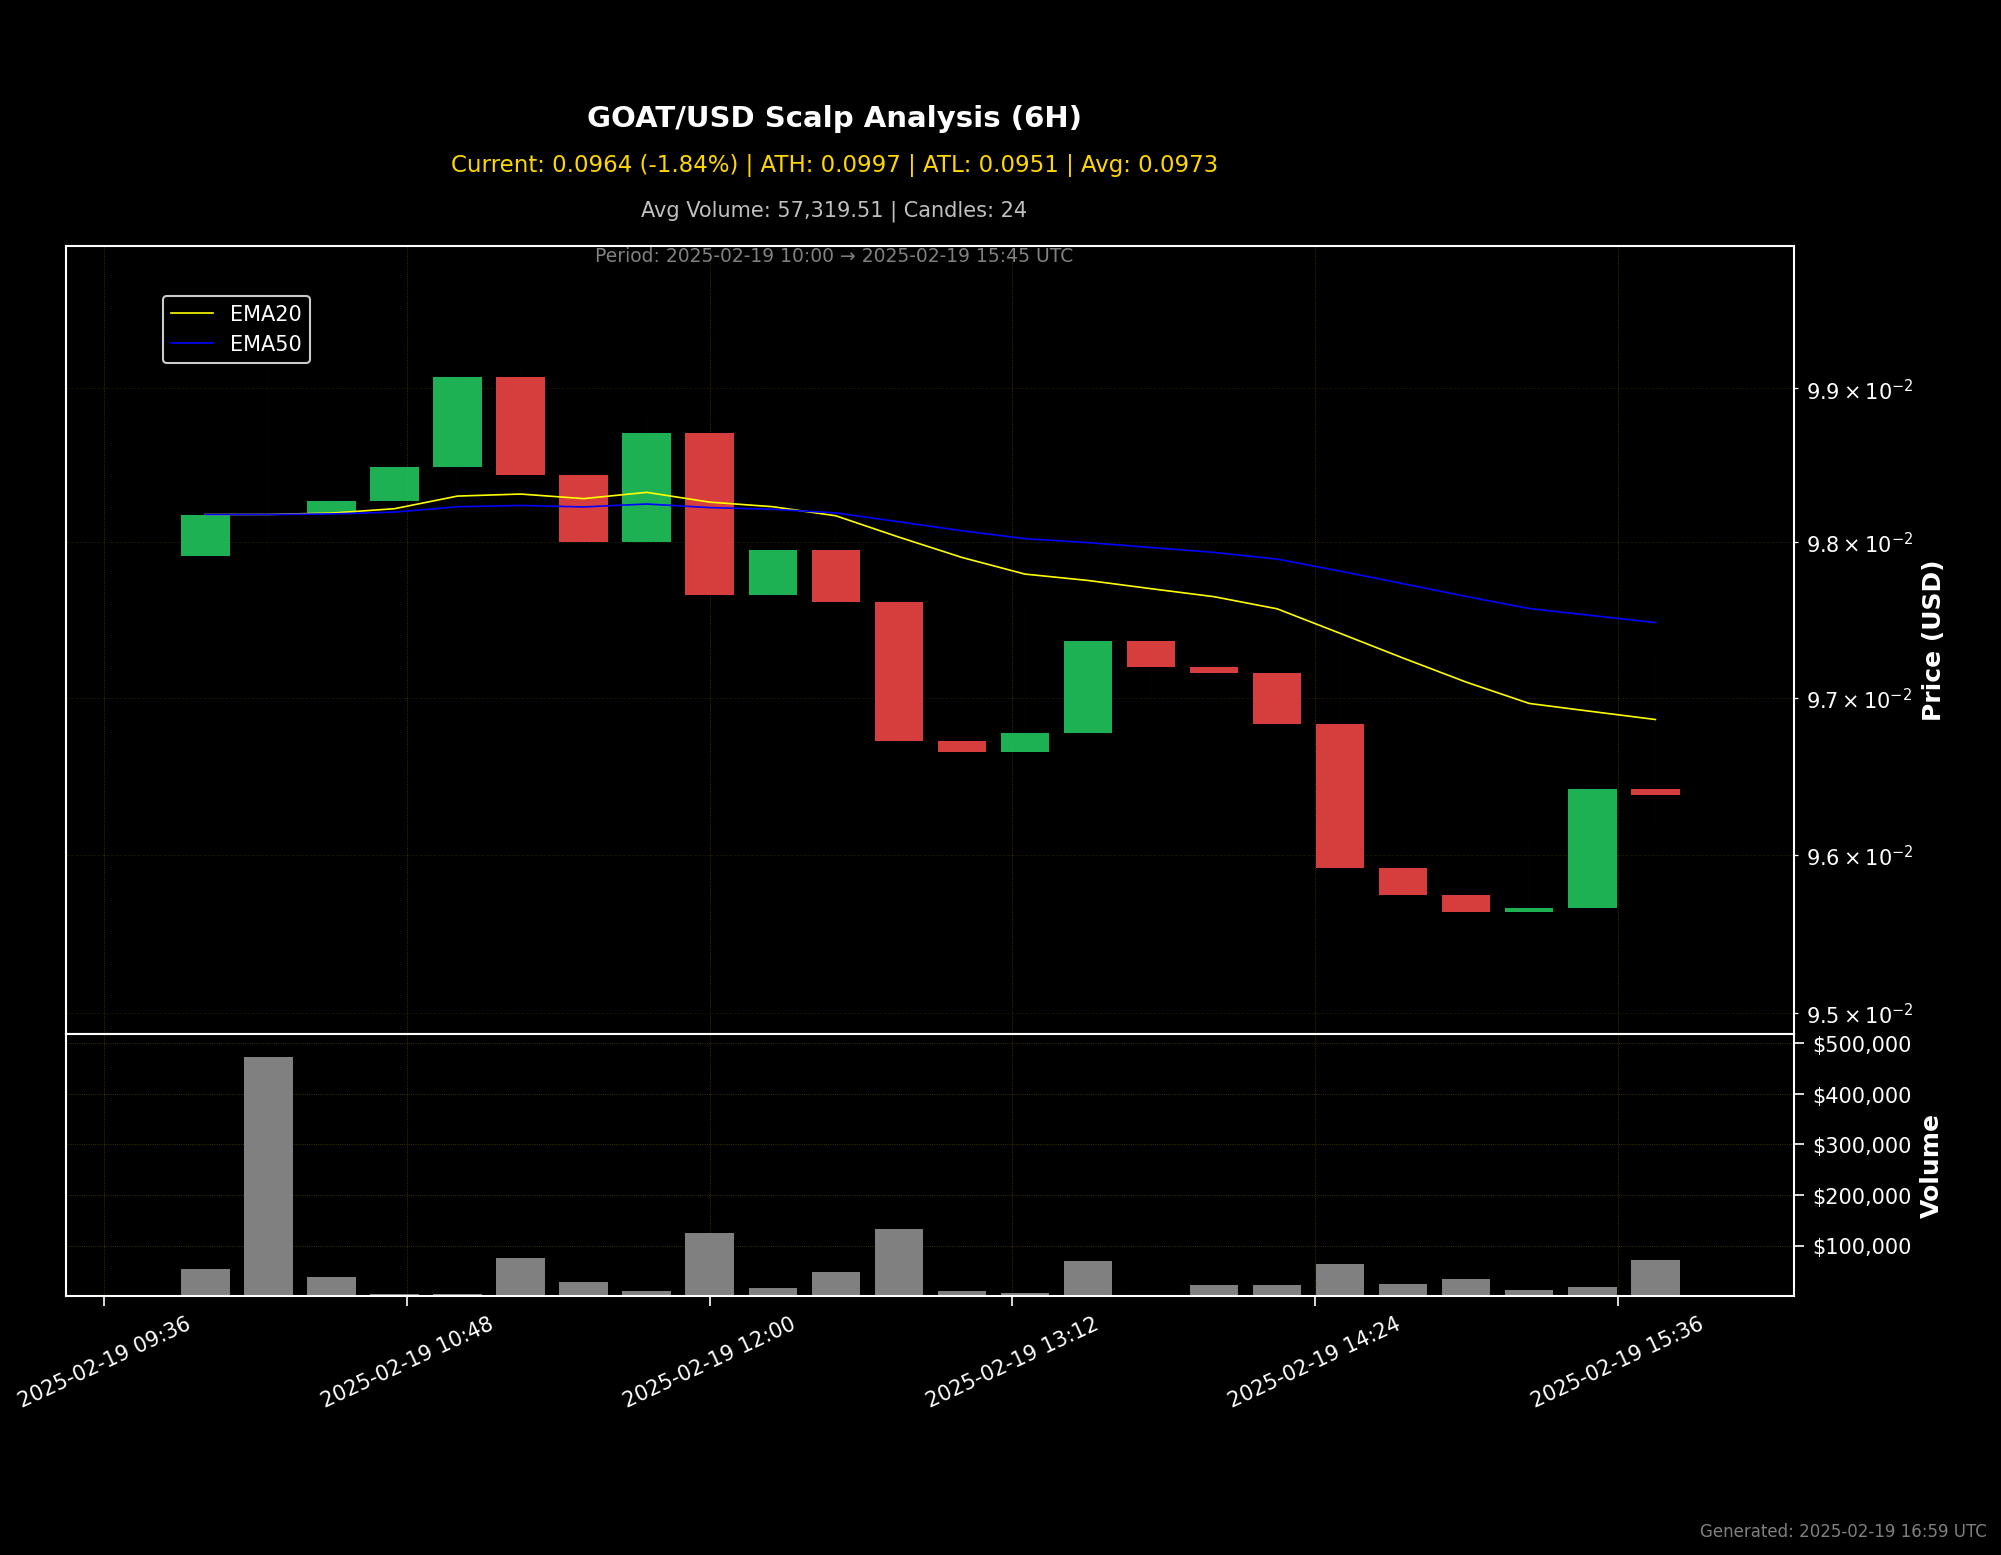 GOAT/USD Scalp Analysis (6H)
Current: 0.0964 (-1.84%) | ATH: 0.0997 | ATL: 0.0951 | Avg: 0.0973
Avg Volume: 57,319.51 | Candles: 24
Period: 2025-02-19 10:00 → 2025-02-19 15:45 UTC
EMA20
EMA50
9.9 × 10⁻²
9.8 × 10⁻²
9.7 × 10⁻²
9.6 × 10⁻²
9.5 × 10⁻²
Price (USD)
$500,000
$400,000
$300,000
$200,000
$100,000
Volume
2025-02-19 09:36
2025-02-19 10:48
2025-02-19 12:00
2025-02-19 13:12
2025-02-19 14:24
2025-02-19 15:36
Generated: 2025-02-19 16:59 UTC